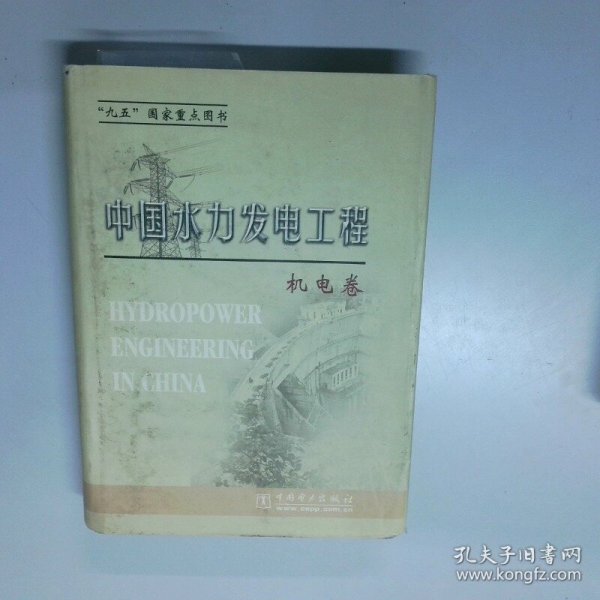 “九五”国家重点图书
中国水力发电工程
机电卷
HYDROPOWER
ENGINEERING
IN CHINA
中国电力出版社
www.cepp.com.cn
孔夫子旧书网
www.kongfz.com